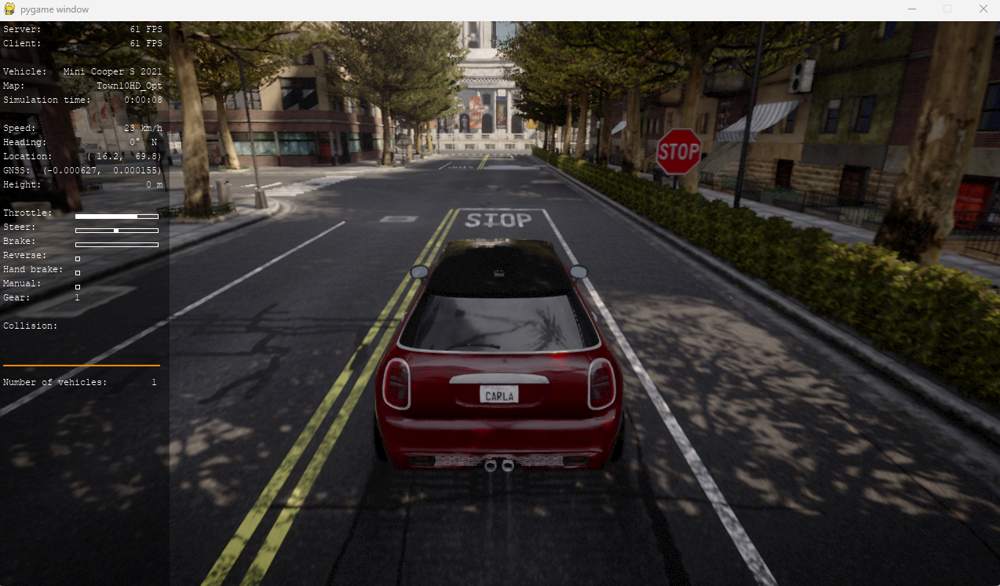 pygame window
Server: 61 FPS
Client: 61 FPS
Vehicle: Mini Cooper S 2021
Map: Town10HD_Opt
Simulation time: 0:00:08
Speed: 23 km/h
Heading: 0° N
Location: ( 16.2, 69.8)
GNSS: (-0.000627, 0.000155)
Height: 0 m
Throttle:
Steer:
Brake:
Reverse:
Hand brake:
Manual:
Gear: 1
Collision:
Number of vehicles: 1
STOP
STOP
CARLA